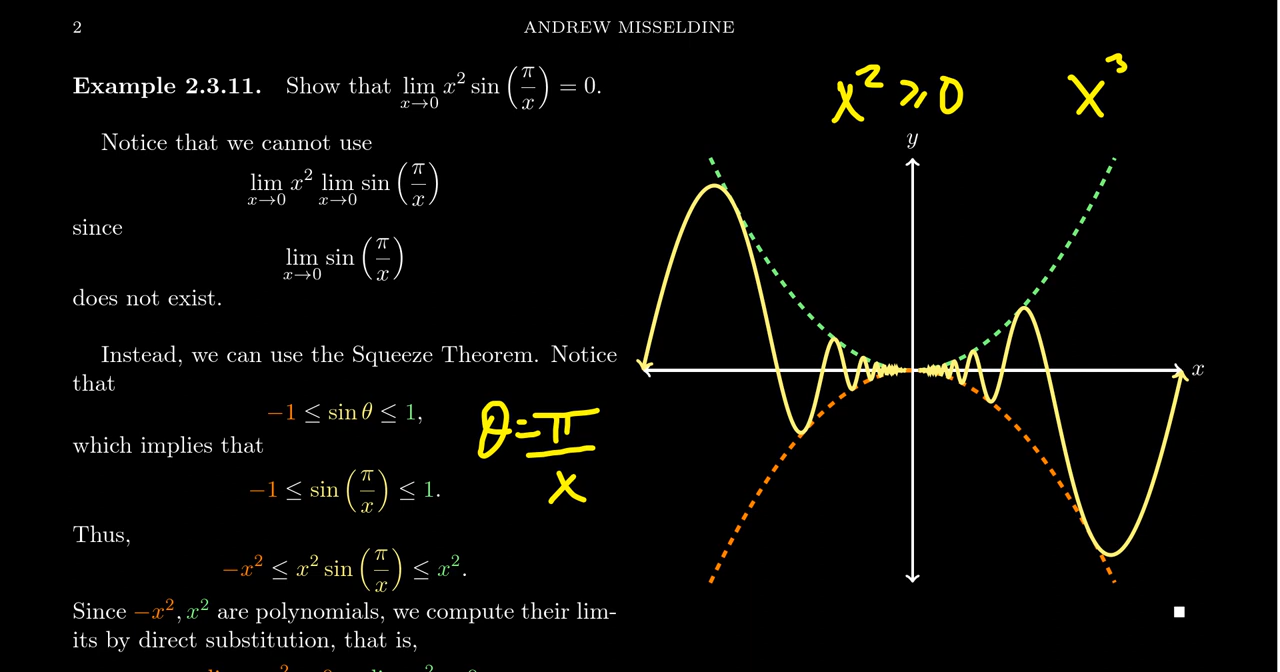 2
ANDREW MISSELDINE
Example 2.3.11. Show that lim x→0 x² sin (π/x) = 0.
Notice that we cannot use
lim x→0 x² lim x→0 sin (π/x)
since
lim x→0 sin (π/x)
does not exist.
Instead, we can use the Squeeze Theorem. Notice
that
−1 ≤ sin θ ≤ 1,
which implies that
−1 ≤ sin (π/x) ≤ 1.
Thus,
−x² ≤ x² sin (π/x) ≤ x².
Since −x², x² are polynomials, we compute their lim-
its by direct substitution, that is,
θ = π/x
x² ≥ 0
x³
y
x